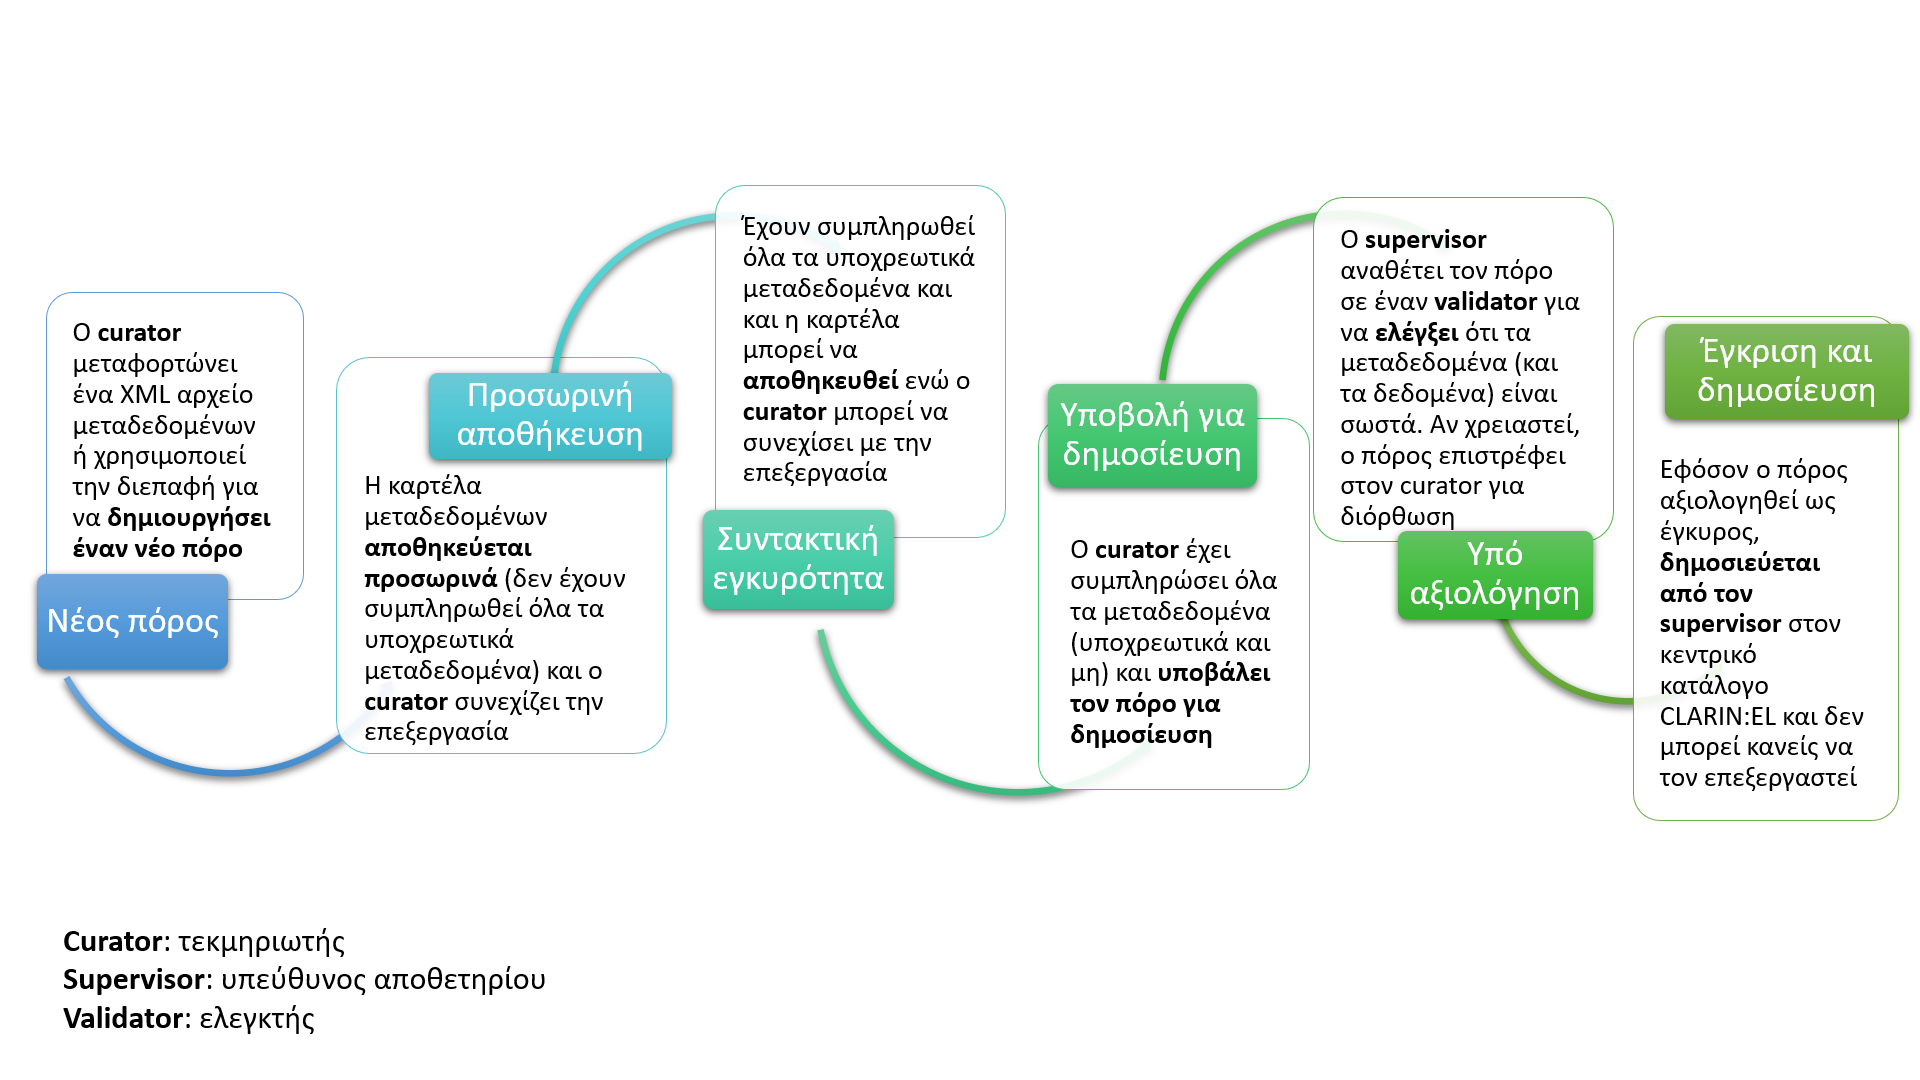 Ο curator
μεταφορτώνει
ένα XML αρχείο
μεταδεδομένων
ή χρησιμοποιεί
την διεπαφή για
να δημιουργήσει
έναν νέο πόρο
Νέος πόρος
Προσωρινή
αποθήκευση
Η καρτέλα
μεταδεδομένων
αποθηκεύεται
προσωρινά (δεν έχουν
συμπληρωθεί όλα τα
υποχρεωτικά
μεταδεδομένα) και ο
curator συνεχίζει την
επεξεργασία
Έχουν συμπληρωθεί
όλα τα υποχρεωτικά
μεταδεδομένα και
και η καρτέλα
μπορεί να
αποθηκευθεί ενώ ο
curator μπορεί να
συνεχίσει με την
επεξεργασία
Συντακτική
εγκυρότητα
Υποβολή για
δημοσίευση
Ο curator έχει
συμπληρώσει όλα
τα μεταδεδομένα
(υποχρεωτικά και
μη) και υποβάλει
τον πόρο για
δημοσίευση
Ο supervisor
αναθέτει τον πόρο
σε έναν validator για
να ελέγξει ότι τα
μεταδεδομένα (και
τα δεδομένα) είναι
σωστά. Αν χρειαστεί,
ο πόρος επιστρέφει
στον curator για
διόρθωση
Υπό
αξιολόγηση
Έγκριση και
δημοσίευση
Εφόσον ο πόρος
αξιολογηθεί ως
έγκυρος,
δημοσιεύεται
από τον
supervisor στον
κεντρικό
κατάλογο
CLARIN:EL και δεν
μπορεί κανείς να
τον επεξεργαστεί
Curator: τεκμηριωτής
Supervisor: υπεύθυνος αποθετηρίου
Validator: ελεγκτής